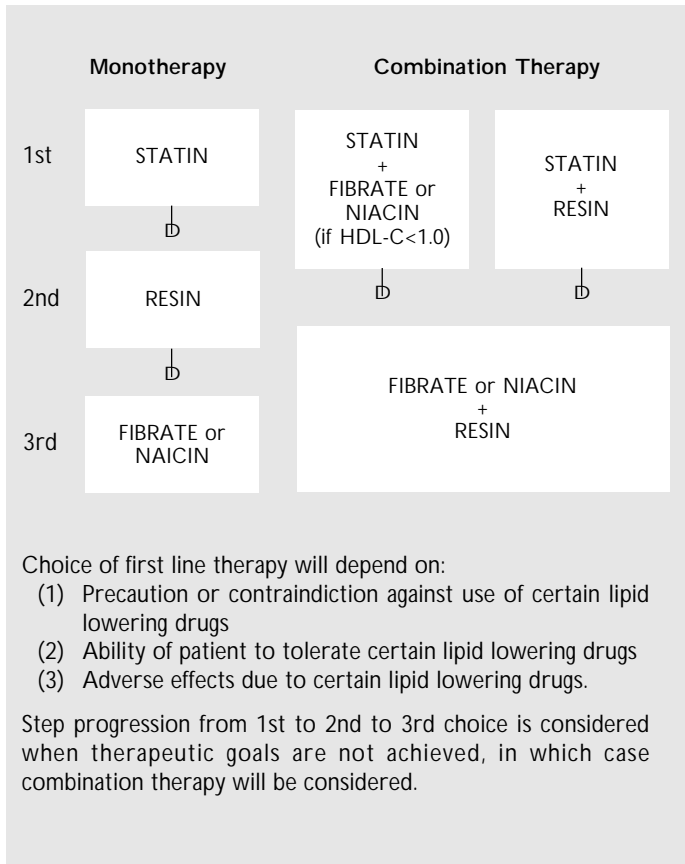 Monotherapy
Combination Therapy
1st
STATIN
STATIN
+
FIBRATE or
NIACIN
(if HDL-C<1.0)
STATIN
+
RESIN
D
D
D
2nd
RESIN
D
FIBRATE or NIACIN
+
RESIN
3rd
FIBRATE or
NAICIN
Choice of first line therapy will depend on:
(1) Precaution or contraindiction against use of certain lipid
lowering drugs
(2) Ability of patient to tolerate certain lipid lowering drugs
(3) Adverse effects due to certain lipid lowering drugs.
Step progression from 1st to 2nd to 3rd choice is considered
when therapeutic goals are not achieved, in which case
combination therapy will be considered.